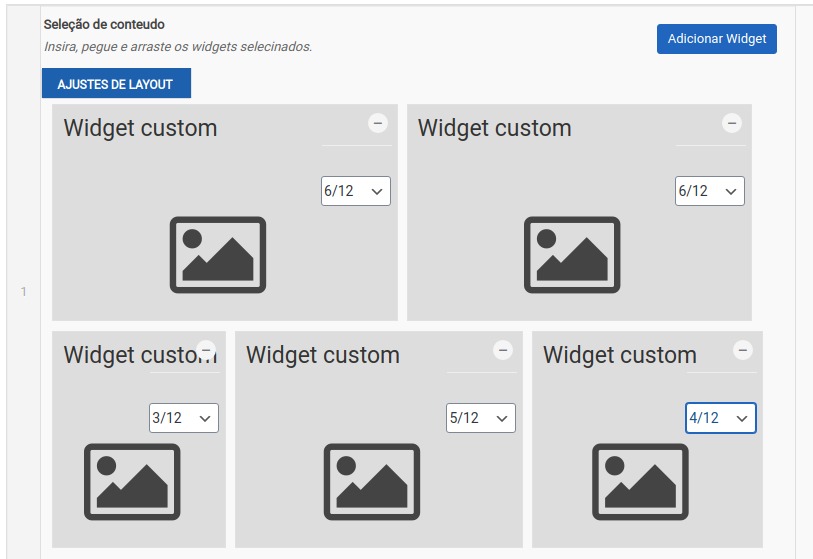 Seleção de conteudo
Insira, pegue e arraste os widgets selecinados.
Adicionar Widget
AJUSTES DE LAYOUT
Widget custom
Widget custom
6/12
6/12
1
Widget custom
Widget custom
Widget custom
3/12
5/12
4/12